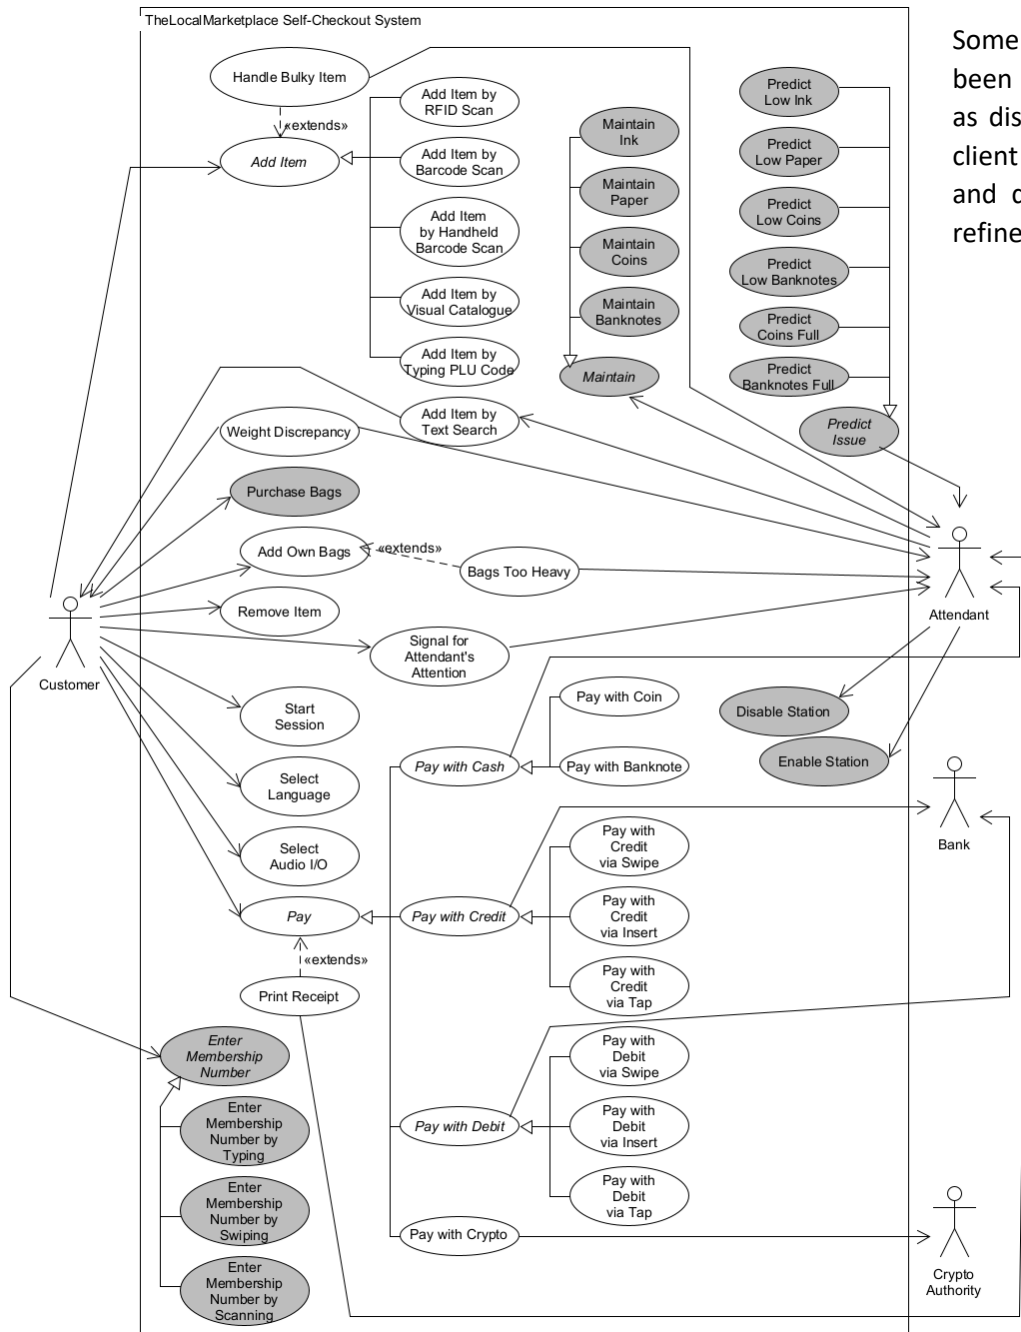 TheLocalMarketplace Self-Checkout System
Some
been
as dis
client
and d
refine
Handle Bulky Item
«extends»
Add Item
Add Item by
RFID Scan
Add Item by
Barcode Scan
Add Item
by Handheld
Barcode Scan
Add Item by
Visual Catalogue
Add Item by
Typing PLU Code
Add Item by
Text Search
Maintain
Ink
Maintain
Paper
Maintain
Coins
Maintain
Banknotes
Maintain
Predict
Low Ink
Predict
Low Paper
Predict
Low Coins
Predict
Low Banknotes
Predict
Coins Full
Predict
Banknotes Full
Predict
Issue
Weight Discrepancy
Purchase Bags
Add Own Bags
«extends»
Bags Too Heavy
Remove Item
Signal for
Attendant's
Attention
Customer
Attendant
Start
Session
Select
Language
Select
Audio I/O
Pay
«extends»
Print Receipt
Pay with Cash
Pay with Coin
Pay with Banknote
Disable Station
Enable Station
Bank
Pay with Credit
Pay with
Credit
via Swipe
Pay with
Credit
via Insert
Pay with
Credit
via Tap
Pay with Debit
Pay with
Debit
via Swipe
Pay with
Debit
via Insert
Pay with
Debit
via Tap
Pay with Crypto
Crypto
Authority
Enter
Membership
Number
Enter
Membership
Number by
Typing
Enter
Membership
Number by
Swiping
Enter
Membership
Number by
Scanning